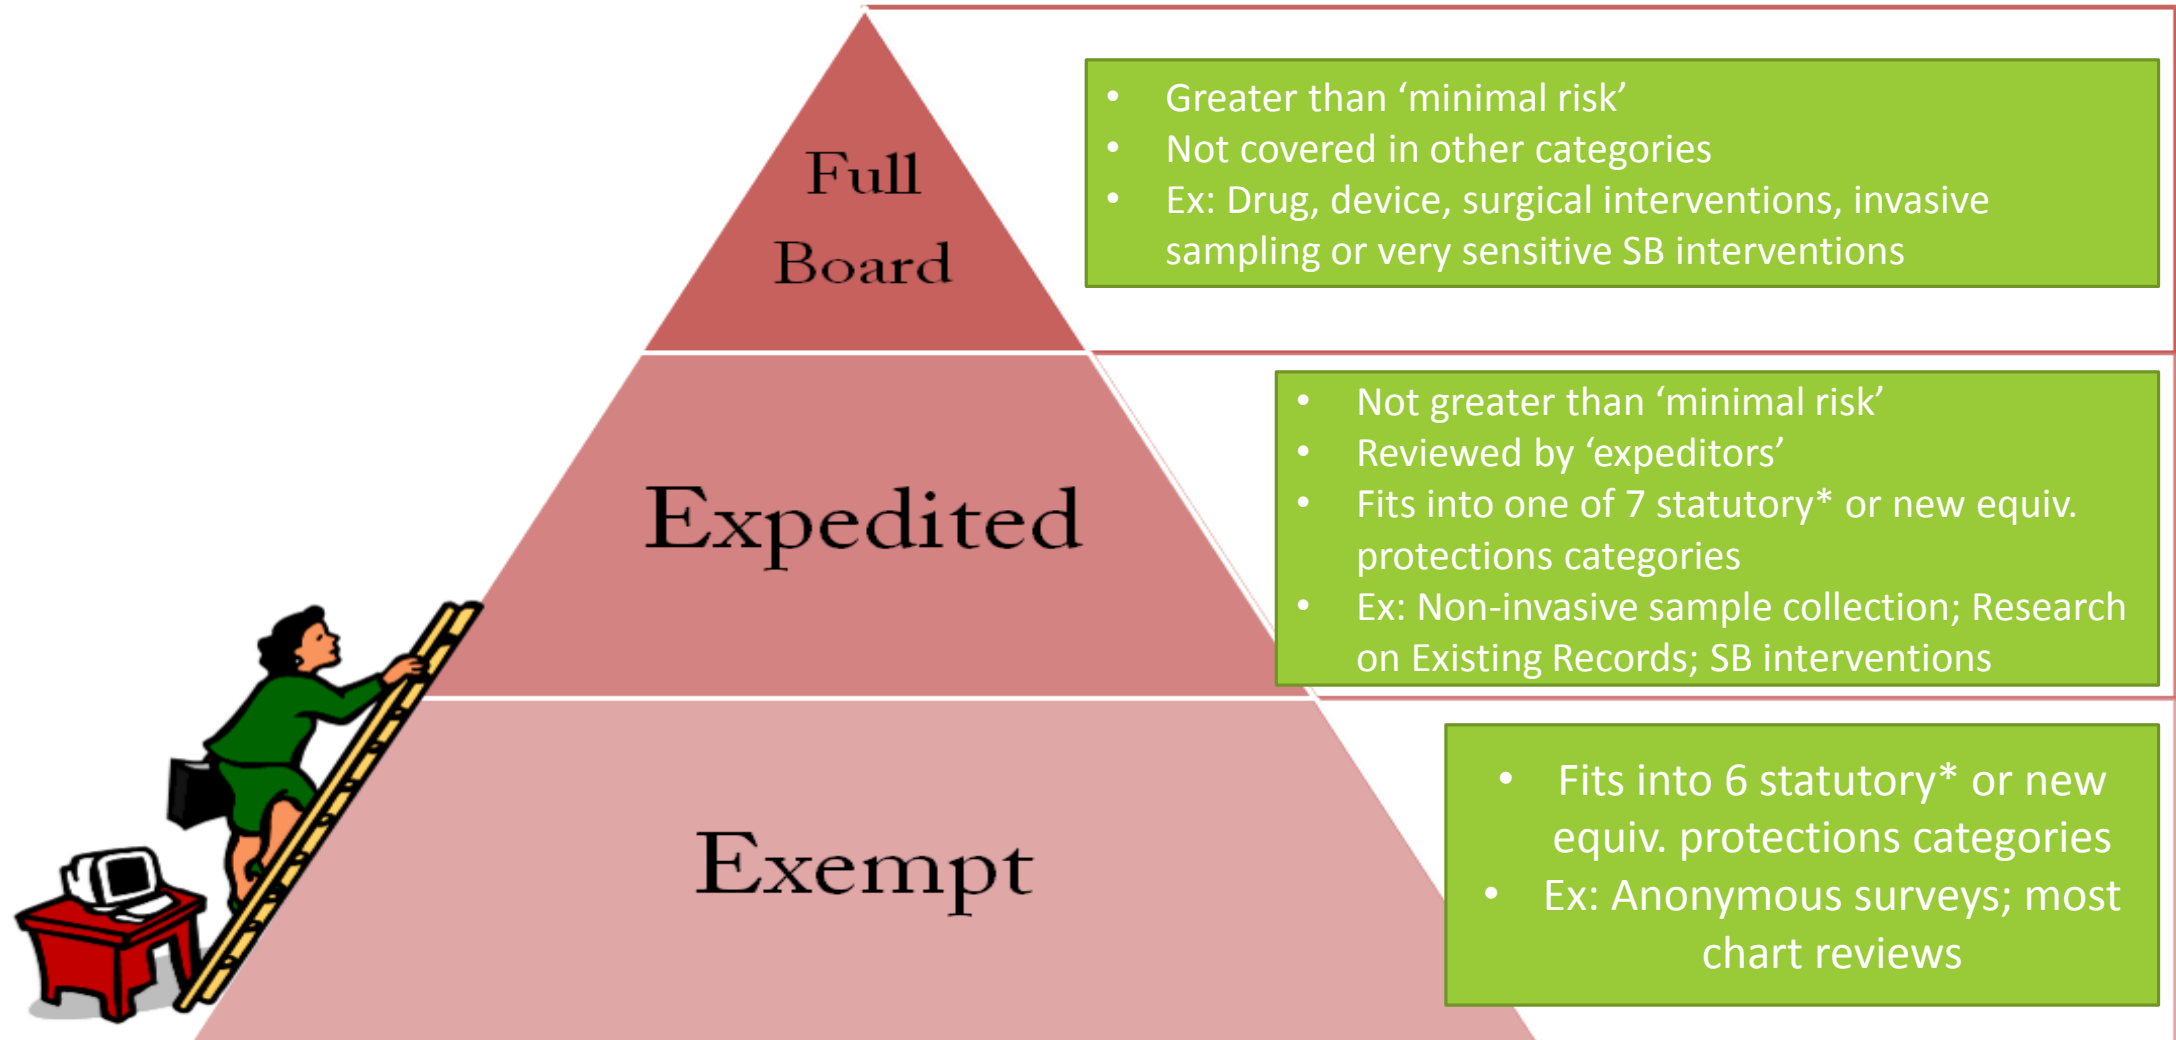 Full
Board
• Greater than ‘minimal risk’
• Not covered in other categories
• Ex: Drug, device, surgical interventions, invasive
sampling or very sensitive SB interventions
Expedited
• Not greater than ‘minimal risk’
• Reviewed by ‘expeditors’
• Fits into one of 7 statutory* or new equiv.
protections categories
• Ex: Non-invasive sample collection; Research
on Existing Records; SB interventions
Exempt
• Fits into 6 statutory* or new
equiv. protections categories
• Ex: Anonymous surveys; most
chart reviews